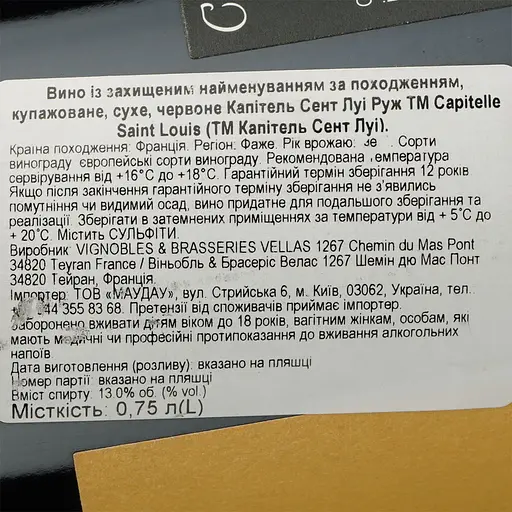 Вино із захищеним найменуванням за походженням,
купажоване, сухе, червоне Капітель Сент Луі Руж ТМ Capitelle
Saint Louis (ТМ Капітель Сент Луі).
Країна походження: Франція. Регіон: Фаже. Рік врожаю: Сорти
винограду європейські сорти винограду. Рекомендована температура
сервірування від +16°С до +18°С. Гарантійний термін зберігання 12 років
Якщо після закінчення гарантійного терміну зберігання не з'явились
помутніння чи видимий осад, вино придатне для подальшого зберігання та
реалізації. Зберігати в затемнених приміщеннях за температури від + 5°С до
+ 20°С. Містить СУЛЬФІТИ.
Виробник: VIGNOBLES & BRASSERIES VELLAS 1267 Chemin du Mas Pont
34820 Teyran France / Віньобль & Брасеріс Велас 1267 Шемін дю Мас Понт
34820 Тейран, Франція.
Імпортер: ТОВ «МАУДАУ», вул. Стрийська 6, м. Київ, 03062, Україна, тел.:
44 355 83 68. Претензії від споживачів приймає імпортер.
Заборонено вживати дітям віком до 18 років, вагітним жінкам, особам, які
мають медичні чи професійні протипоказання до вживання алкогольних
напоїв.
Дата виготовлення (розливу): вказано на пляшці
Номер партії: вказано на пляшці
Вміст спирту: 13.0% об. (% vol.)
Місткість: 0,75 л(L)